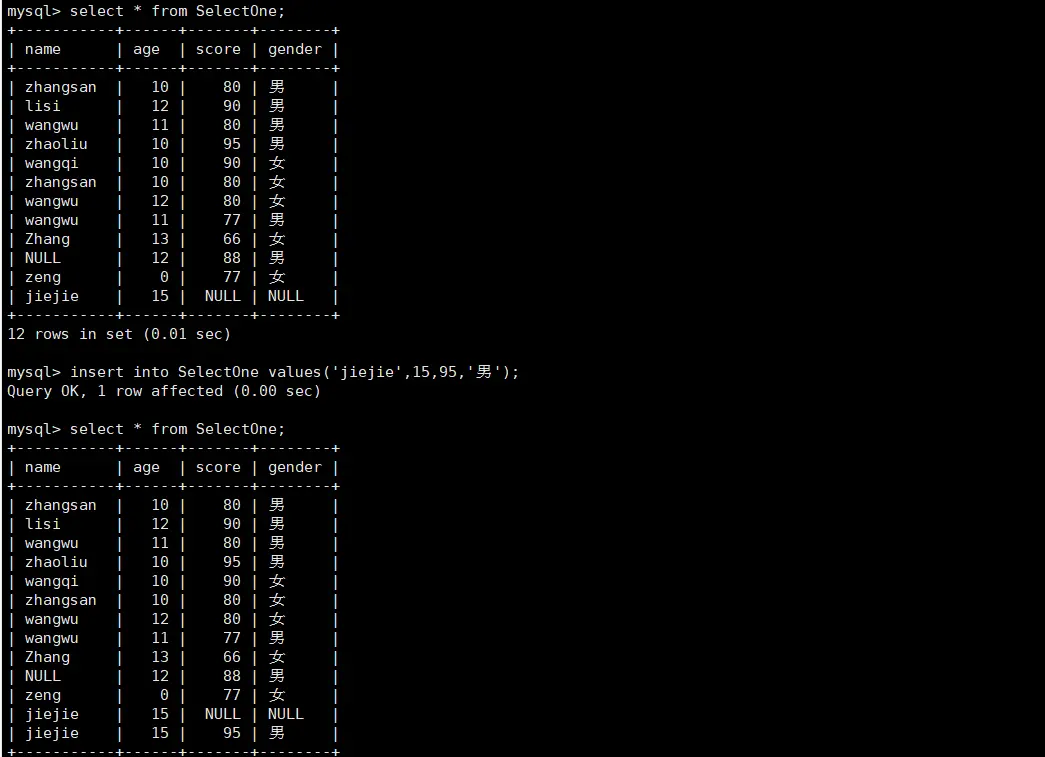 mysql> select * from SelectOne;
+-----------+------+-------+--------+
| name      | age  | score | gender |
+-----------+------+-------+--------+
| zhangsan  |   10 |    80 | 男     |
| lisi      |   12 |    90 | 男     |
| wangwu    |   11 |    80 | 男     |
| zhaoliu   |   10 |    95 | 男     |
| wangqi    |   10 |    90 | 女     |
| zhangsan  |   10 |    80 | 女     |
| wangwu    |   12 |    80 | 女     |
| wangwu    |   11 |    77 | 男     |
| Zhang     |   13 |    66 | 女     |
| NULL      |   12 |    88 | 男     |
| zeng      |    0 |    77 | 女     |
| jiejie    |   15 |  NULL | NULL   |
+-----------+------+-------+--------+
12 rows in set (0.01 sec)
mysql> insert into SelectOne values('jiejie',15,95,'男');
Query OK, 1 row affected (0.00 sec)
mysql> select * from SelectOne;
+-----------+------+-------+--------+
| name      | age  | score | gender |
+-----------+------+-------+--------+
| zhangsan  |   10 |    80 | 男     |
| lisi      |   12 |    90 | 男     |
| wangwu    |   11 |    80 | 男     |
| zhaoliu   |   10 |    95 | 男     |
| wangqi    |   10 |    90 | 女     |
| zhangsan  |   10 |    80 | 女     |
| wangwu    |   12 |    80 | 女     |
| wangwu    |   11 |    77 | 男     |
| Zhang     |   13 |    66 | 女     |
| NULL      |   12 |    88 | 男     |
| zeng      |    0 |    77 | 女     |
| jiejie    |   15 |  NULL | NULL   |
| jiejie    |   15 |    95 | 男     |
+-----------+------+-------+--------+